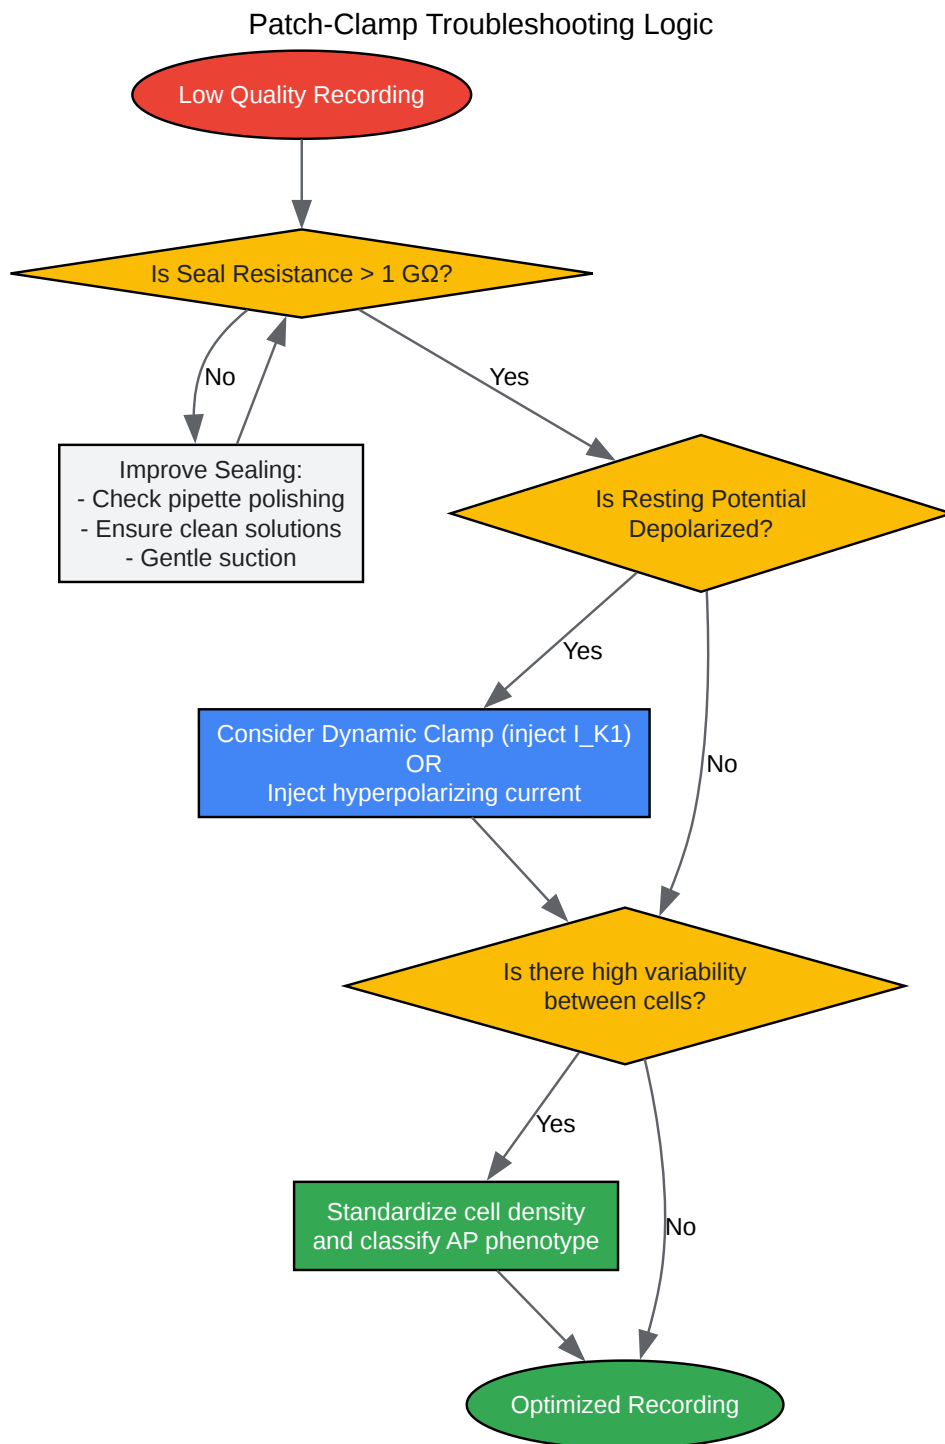 Patch-Clamp Troubleshooting Logic
Low Quality Recording
Is Seal Resistance > 1 GΩ?
No
Yes
Improve Sealing:
- Check pipette polishing
- Ensure clean solutions
- Gentle suction
Is Resting Potential
Depolarized?
Yes
No
Consider Dynamic Clamp (inject I_K1)
OR
Inject hyperpolarizing current
Is there high variability
between cells?
Yes
No
Standardize cell density
and classify AP phenotype
Optimized Recording